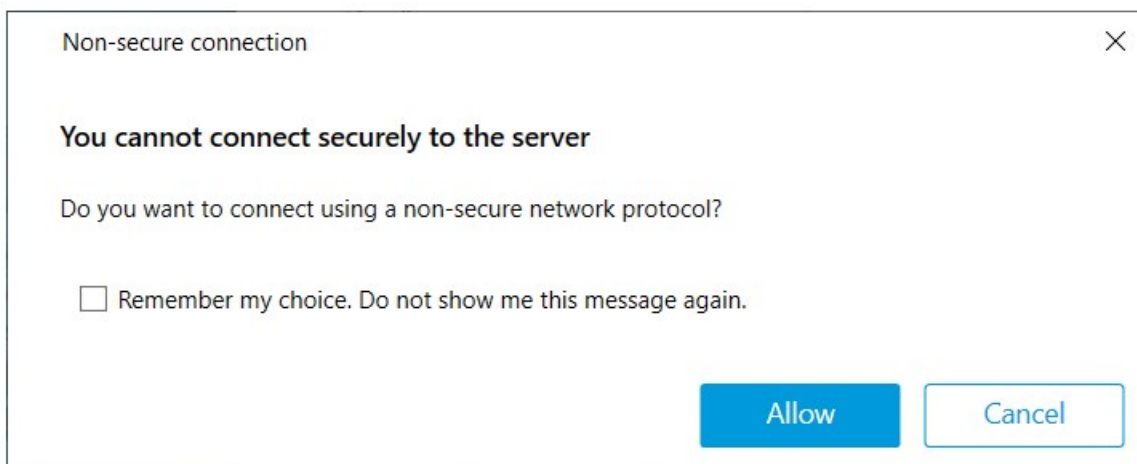 Non-secure connection
You cannot connect securely to the server
Do you want to connect using a non-secure network protocol?
Remember my choice. Do not show me this message again.
Allow
Cancel